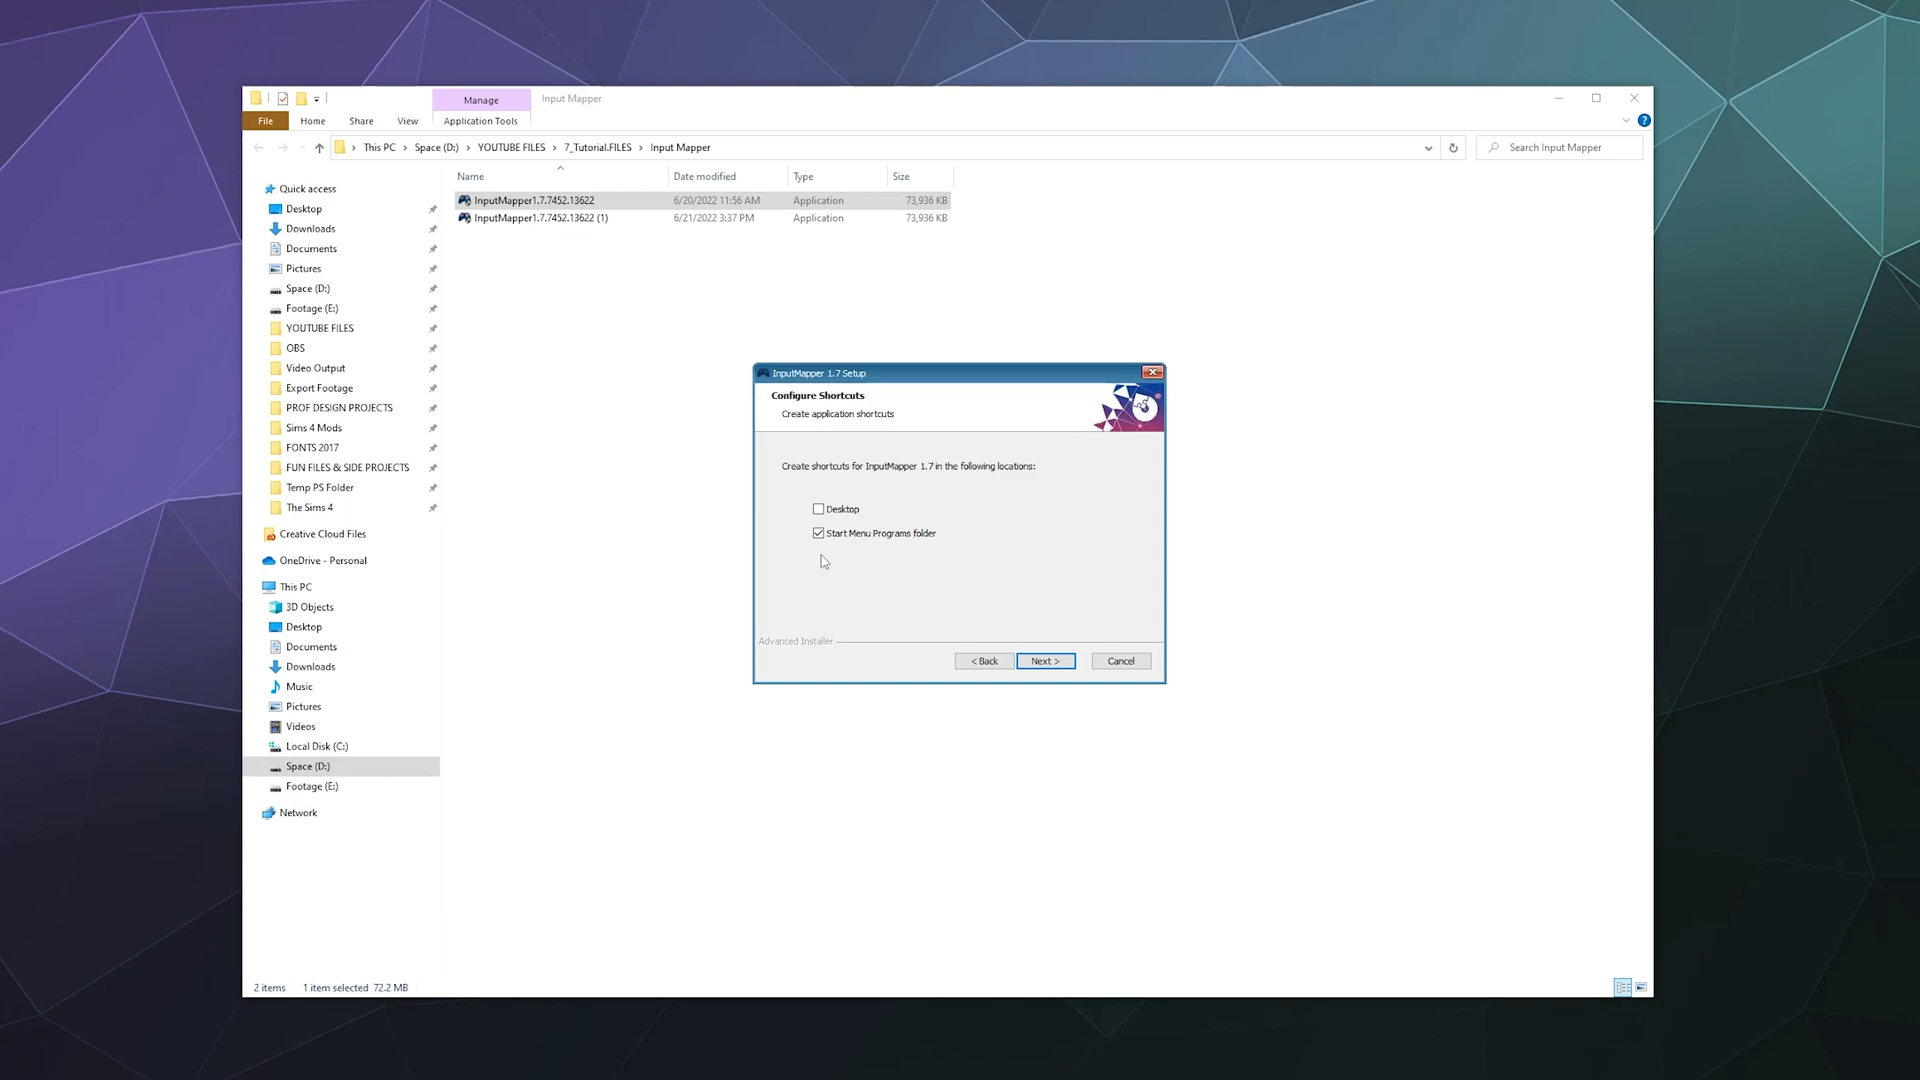 Manage
Input Mapper
File
Home
Share
View
Application Tools
This PC
Space (D:)
YOUTUBE FILES
7_Tutorial.FILES
Input Mapper
Search Input Mapper
Name
Date modified
Type
Size
InputMapper1.7.7452.13622
6/20/2022 11:56 AM
Application
73,936 KB
InputMapper1.7.7452.13622 (1)
6/21/2022 3:37 PM
Application
73,936 KB
Quick access
Desktop
Downloads
Documents
Pictures
Space (D:)
Footage (E:)
YOUTUBE FILES
OBS
Video Output
Export Footage
PROF DESIGN PROJECTS
Sims 4 Mods
FONTS 2017
FUN FILES & SIDE PROJECTS
Temp PS Folder
The Sims 4
Creative Cloud Files
OneDrive - Personal
This PC
3D Objects
Desktop
Documents
Downloads
Music
Pictures
Videos
Local Disk (C:)
Space (D:)
Footage (E:)
Network
InputMapper 1.7 Setup
Configure Shortcuts
Create application shortcuts
Create shortcuts for InputMapper 1.7 in the following locations:
Desktop
Start Menu Programs folder
Advanced Installer
< Back
Next >
Cancel
2 items
1 item selected 72.2 MB